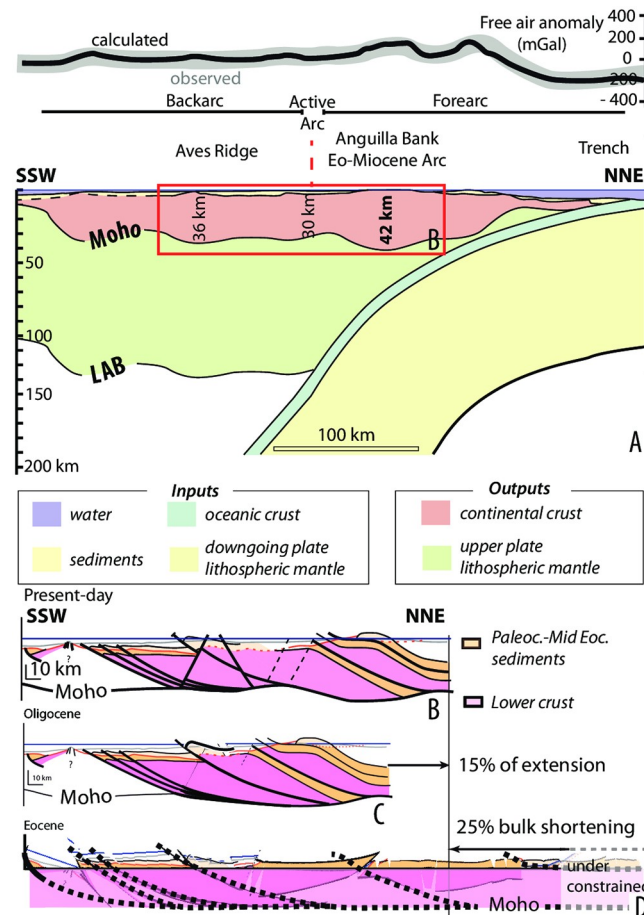 Free air anomaly
(mGal)
400
200
0
200
- 400
calculated
observed
Backarc
Active
Arc
Forearc
Aves Ridge
Anguilla Bank
Eo-Miocene Arc
Trench
SSW
NNE
Moho
36 km
30 km
42 km
B
50
100
LAB
150
100 km
200 km
A
Inputs
water
oceanic crust
sediments
downgoing plate
lithospheric mantle
Outputs
continental crust
upper plate
lithospheric mantle
Present-day
SSW
NNE
?
10 km
Moho
B
Paleoc.-Mid Eoc.
sediments
Lower crust
Oligocene
?
10 km
Moho
C
15% of extension
25% bulk shortening
Eocene
under
constrained
Moho